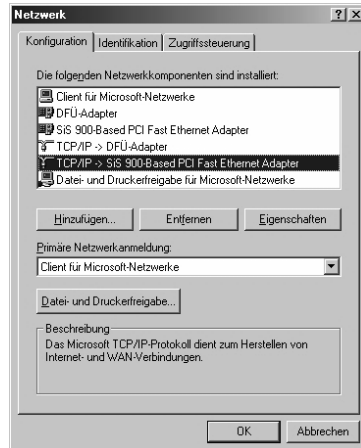 Netzwerk
Konfiguration Identifikation Zugriffssteuerung
Die folgenden Netzwerkkomponenten sind installiert:
Client für Microsoft-Netzwerke
DFÜ-Adapter
SiS 900-Based PCI Fast Ethernet Adapter
TCP/IP -> DFÜ-Adapter
TCP/IP -> SiS 900-Based PCI Fast Ethernet Adapter
Datei- und Druckerfreigabe für Microsoft-Netzwerke
Hinzufügen... Entfernen Eigenschaften
Primäre Netzwerkanmeldung:
Client für Microsoft-Netzwerke
Datei- und Druckerfreigabe...
Beschreibung
Das Microsoft TCP/IP-Protokoll dient zum Herstellen von
Internet- und WAN-Verbindungen.
OK Abbrechen